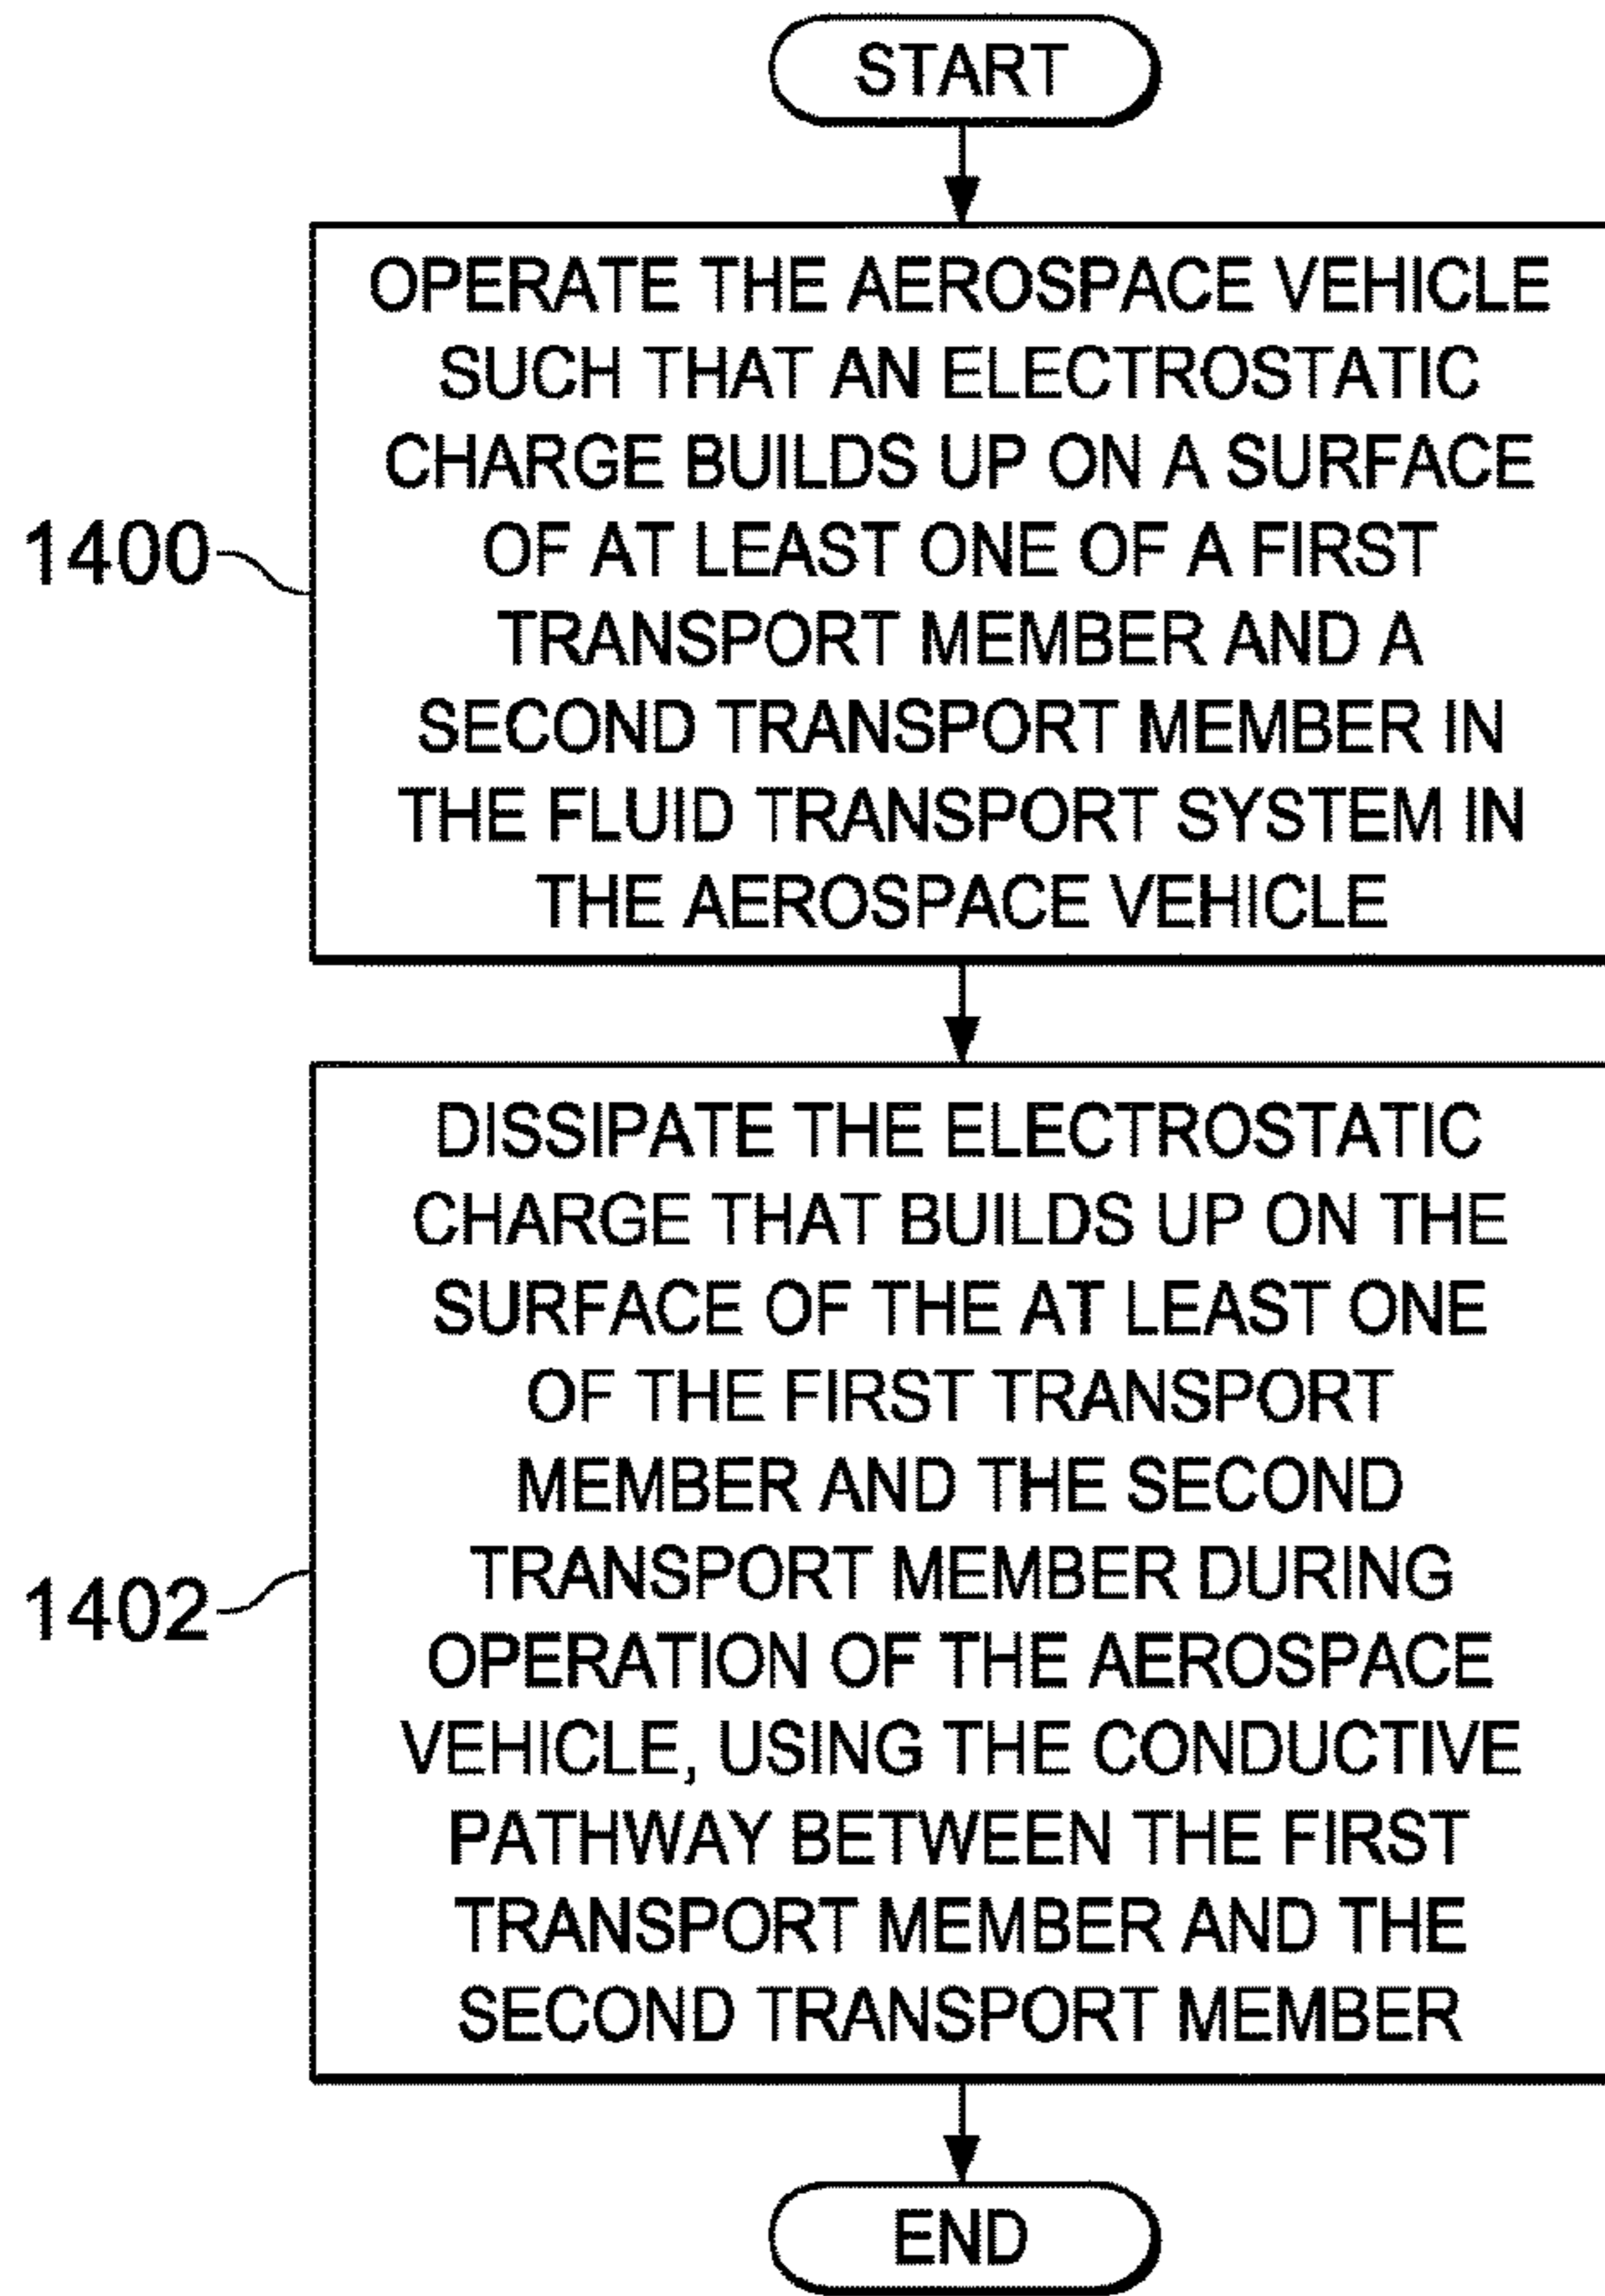 START
OPERATE THE AEROSPACE VEHICLE
SUCH THAT AN ELECTROSTATIC
CHARGE BUILDS UP ON A SURFACE
OF AT LEAST ONE OF A FIRST
TRANSPORT MEMBER AND A
SECOND TRANSPORT MEMBER IN
THE FLUID TRANSPORT SYSTEM IN
THE AEROSPACE VEHICLE
1400
DISSIPATE THE ELECTROSTATIC
CHARGE THAT BUILDS UP ON THE
SURFACE OF THE AT LEAST ONE
OF THE FIRST TRANSPORT
MEMBER AND THE SECOND
TRANSPORT MEMBER DURING
OPERATION OF THE AEROSPACE
VEHICLE, USING THE CONDUCTIVE
PATHWAY BETWEEN THE FIRST
TRANSPORT MEMBER AND THE
SECOND TRANSPORT MEMBER
1402
END